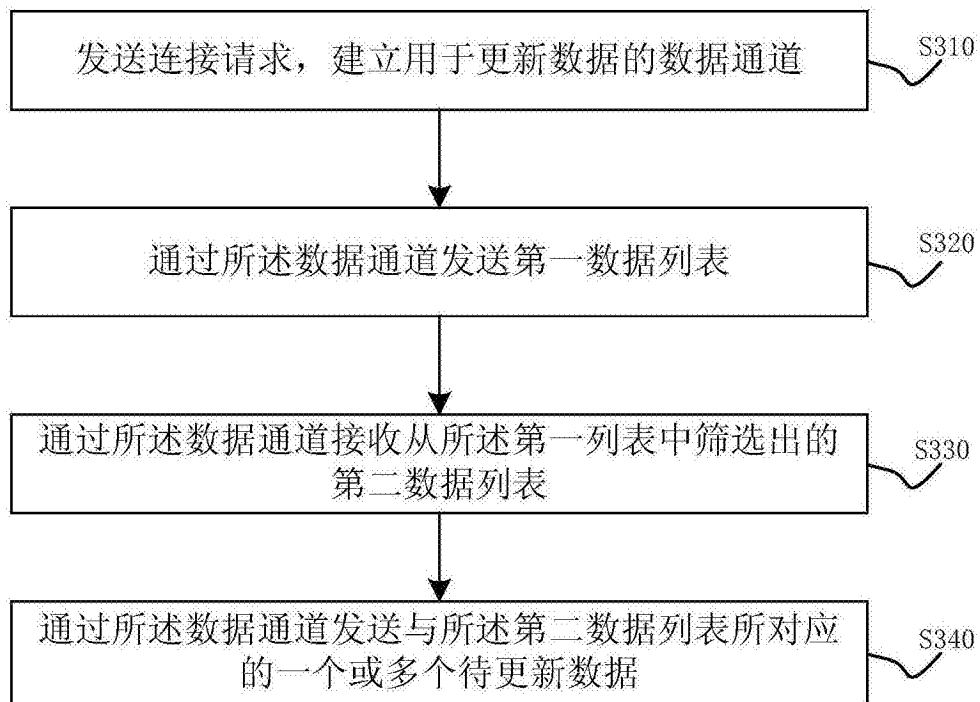 发送连接请求，建立用于更新数据的数据通道
S310
通过所述数据通道发送第一数据列表
S320
通过所述数据通道接收从所述第一列表中筛选出的
第二数据列表
S330
通过所述数据通道发送与所述第二数据列表所对应
的一个或多个待更新数据
S340